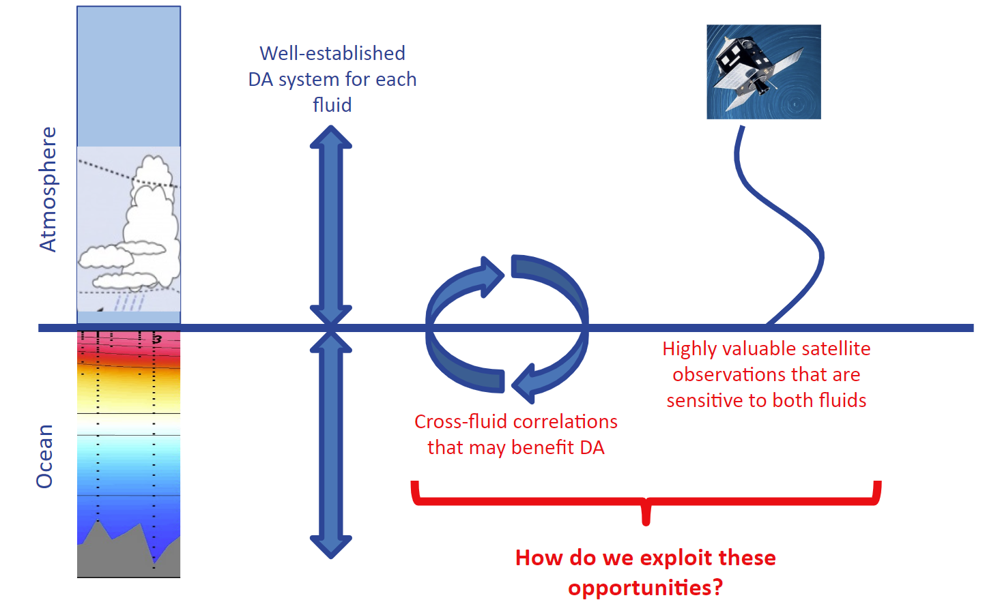 Well-established
DA system for each
fluid
Atmosphere
Ocean
3
Cross-fluid correlations
that may benefit DA
Highly valuable satellite
observations that are
sensitive to both fluids
How do we exploit these
opportunities?